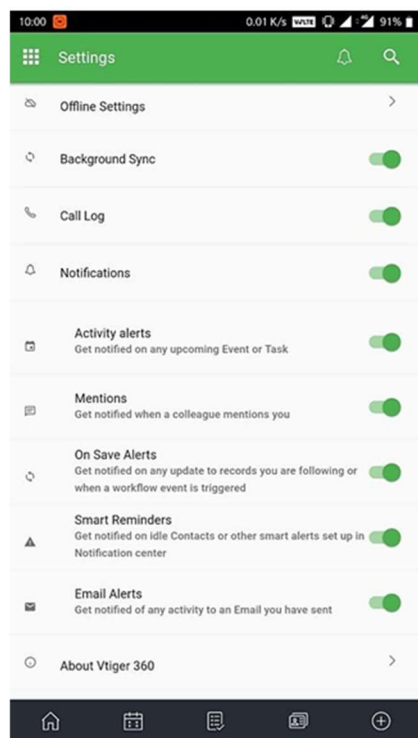 10:00 0.01 K/s VoLTE 4G 91%
Settings
Offline Settings
Background Sync
Call Log
Notifications
Activity alerts
Get notified on any upcoming Event or Task
Mentions
Get notified when a colleague mentions you
On Save Alerts
Get notified on any update to records you are following or
when a workflow event is triggered
Smart Reminders
Get notified on idle Contacts or other smart alerts set up in
Notification center
Email Alerts
Get notified of any activity to an Email you have sent
About Vtiger 360